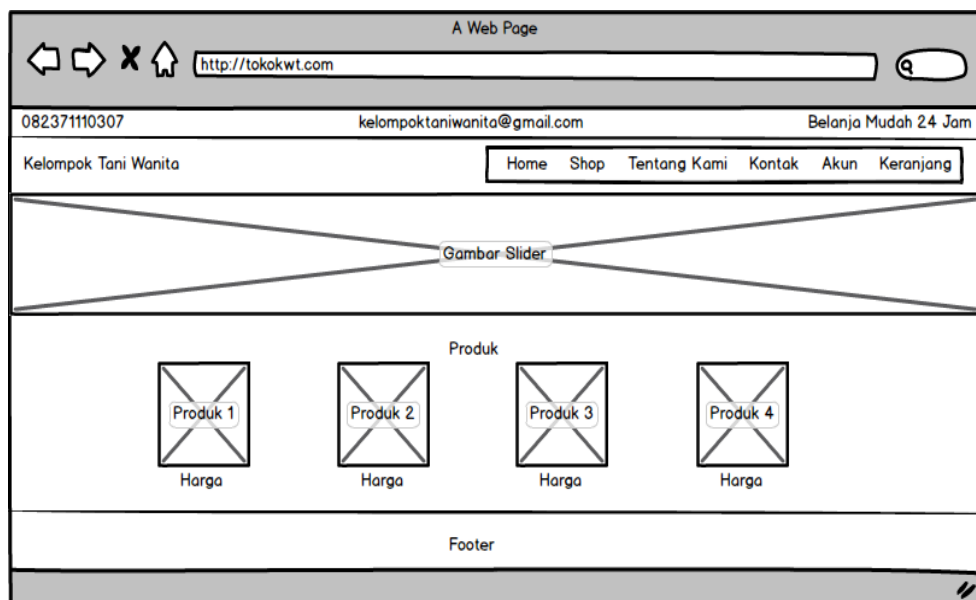 A Web Page
http://tokokwt.com
082371110307 kelompoktaniwanita@gmail.com Belanja Mudah 24 Jam
Kelompok Tani Wanita Home Shop Tentang Kami Kontak Akun Keranjang
Gambar Slider
Produk
Produk 1 Produk 2 Produk 3 Produk 4
Harga Harga Harga Harga
Footer